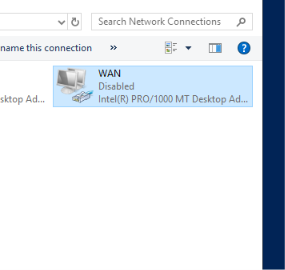 Search Network Connections
name this connection »
WAN
Disabled
sktop Ad... Intel(R) PRO/1000 MT Desktop Ad...